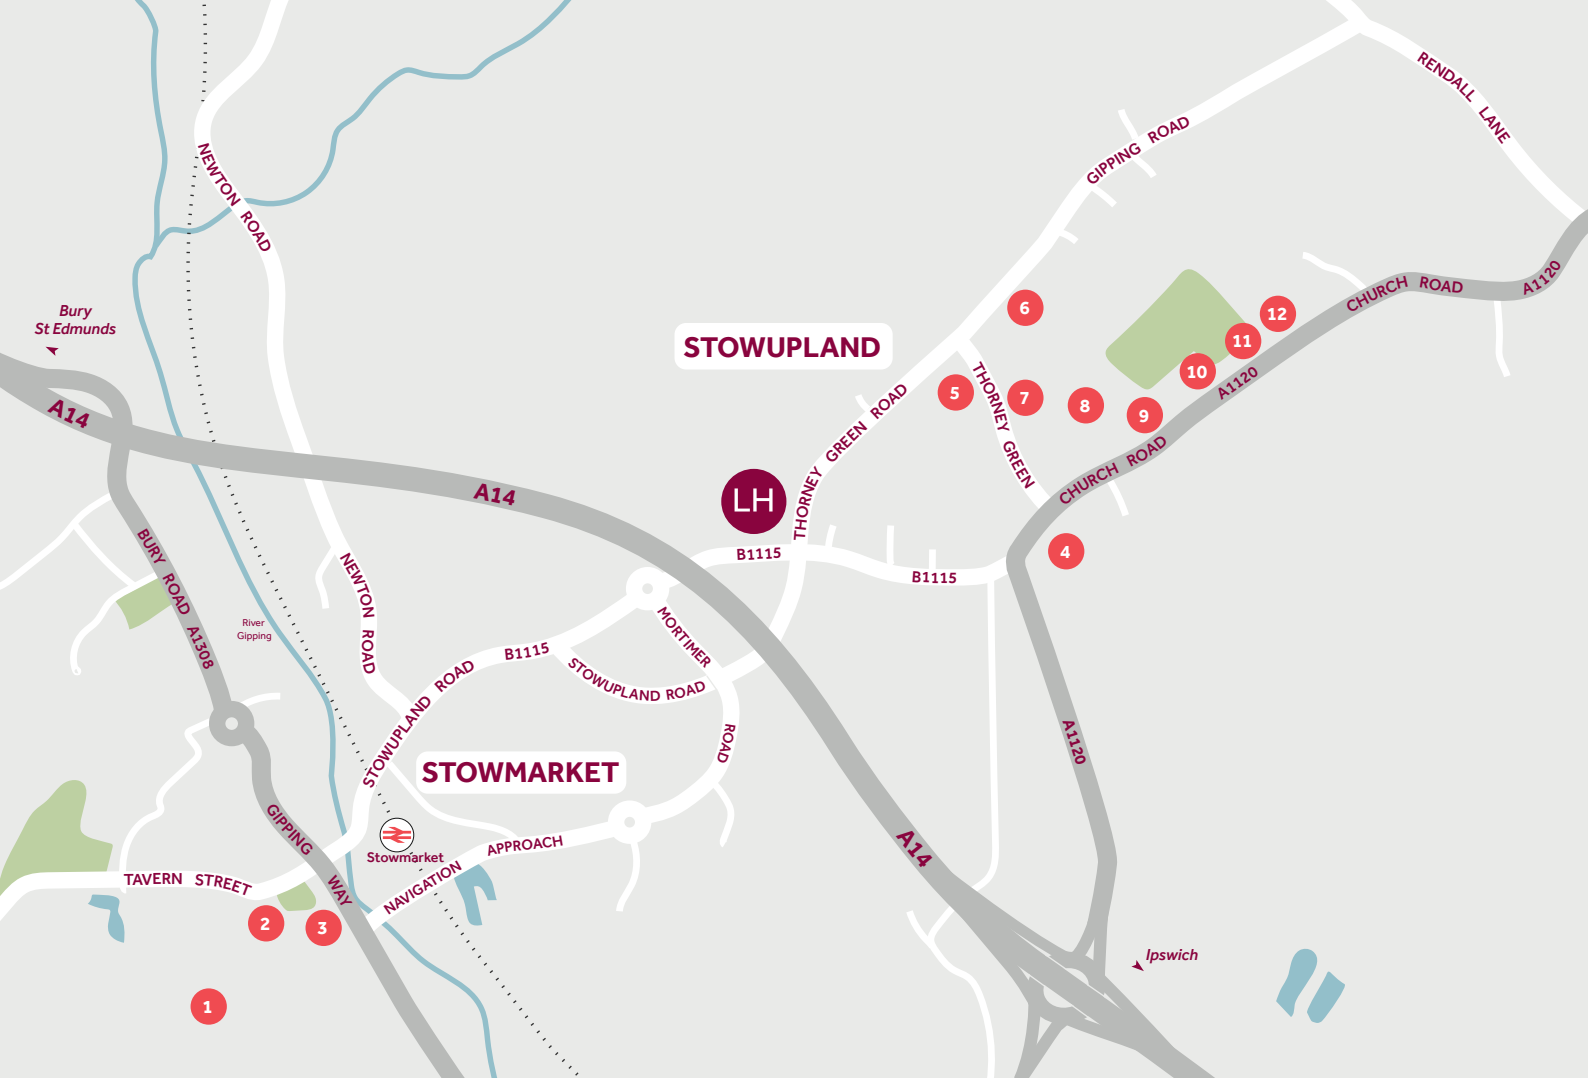 RENDALL LANE
GIPPING ROAD
NEWTON ROAD
A1120
CHURCH ROAD
Bury
St Edmunds
6
12
11
STOWUPLAND
10
A1120
5
7
8
9
THORNEY GREEN
THORNEY GREEN ROAD
A14
CHURCH ROAD
A14
LH
B1115
4
B1115
BURY ROAD A1308
NEWTON ROAD
River
Gipping
MORTIMER
ROAD
B1115
STOWUPLAND ROAD
STOWUPLAND ROAD
A1120
STOWMARKET
GIPPING WAY
Stowmarket
APPROACH
NAVIGATION
A14
TAVERN STREET
2
3
Ipswich
1